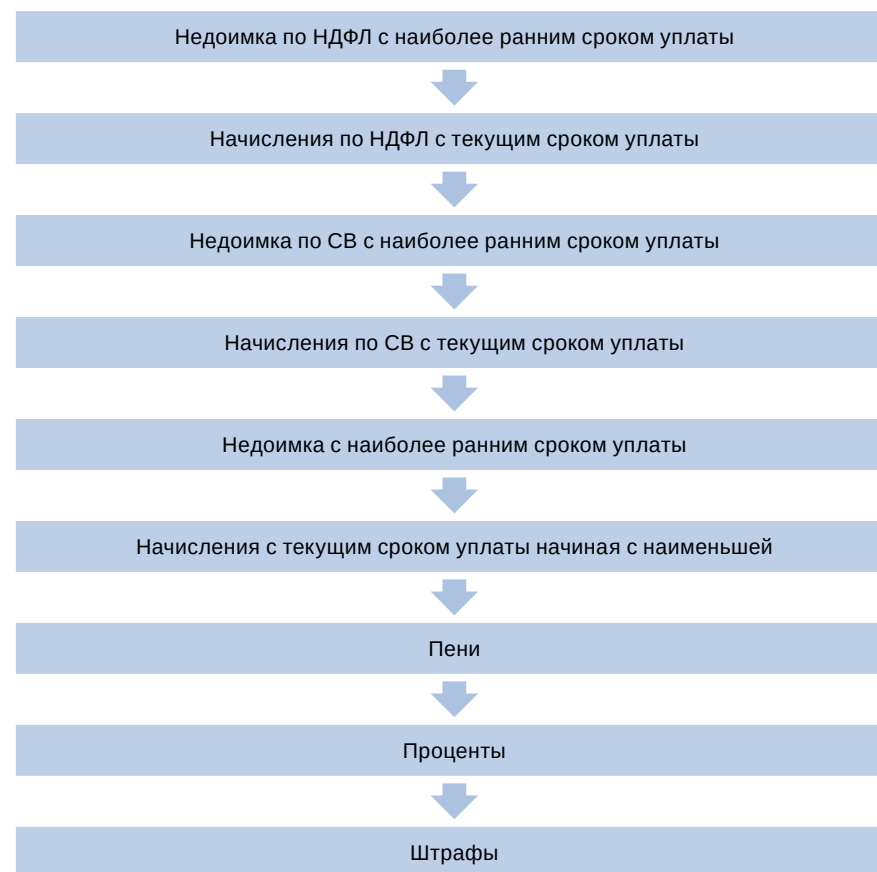 Недоимка по НДФЛ с наиболее ранним сроком уплаты
Начисления по НДФЛ с текущим сроком уплаты
Недоимка по СВ с наиболее ранним сроком уплаты
Начисления по СВ с текущим сроком уплаты
Недоимка с наиболее ранним сроком уплаты
Начисления с текущим сроком уплаты начиная с наименьшей
Пени
Проценты
Штрафы